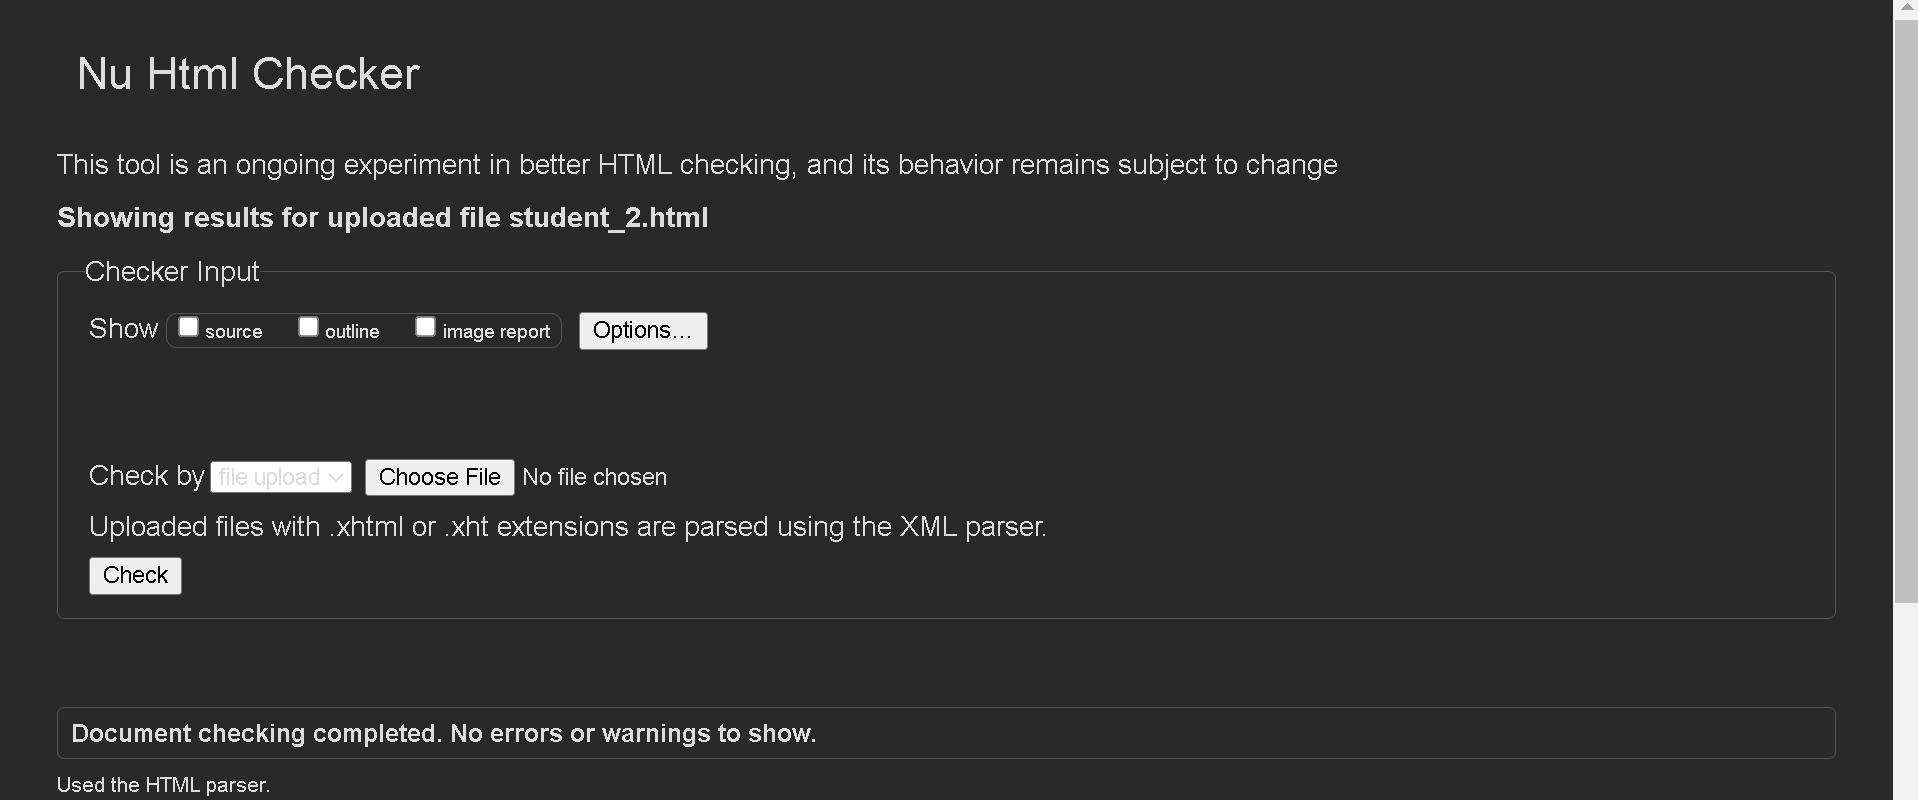 Nu Html Checker
This tool is an ongoing experiment in better HTML checking, and its behavior remains subject to change
Showing results for uploaded file student_2.html
Checker Input
Show source outline image report Options...
Check by file upload Choose File No file chosen
Uploaded files with .xhtml or .xht extensions are parsed using the XML parser.
Check
Document checking completed. No errors or warnings to show.
Used the HTML parser.